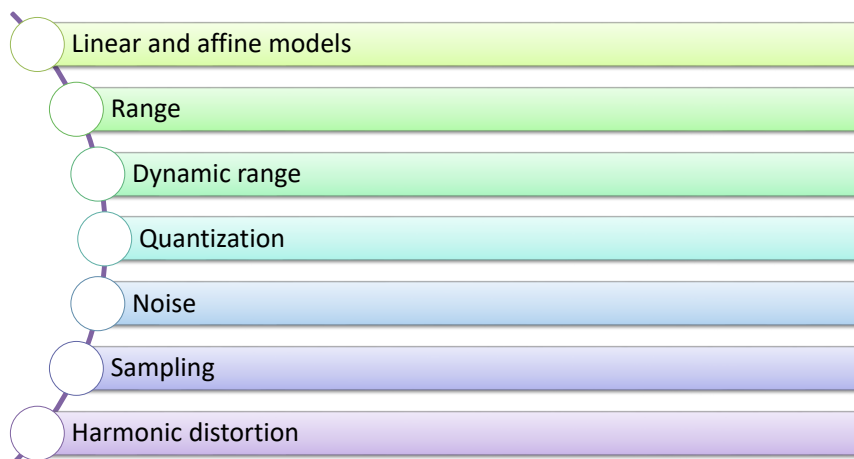 Linear and affine models
Range
Dynamic range
Quantization
Noise
Sampling
Harmonic distortion